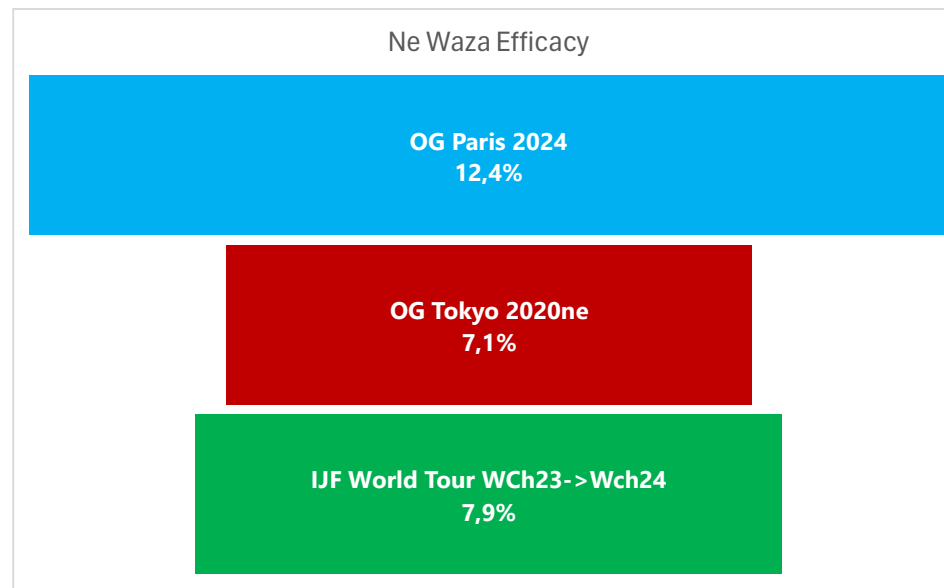 Ne Waza Efficacy
OG Paris 2024
12,4%
OG Tokyo 2020ne
7,1%
IJF World Tour WCh23->Wch24
7,9%